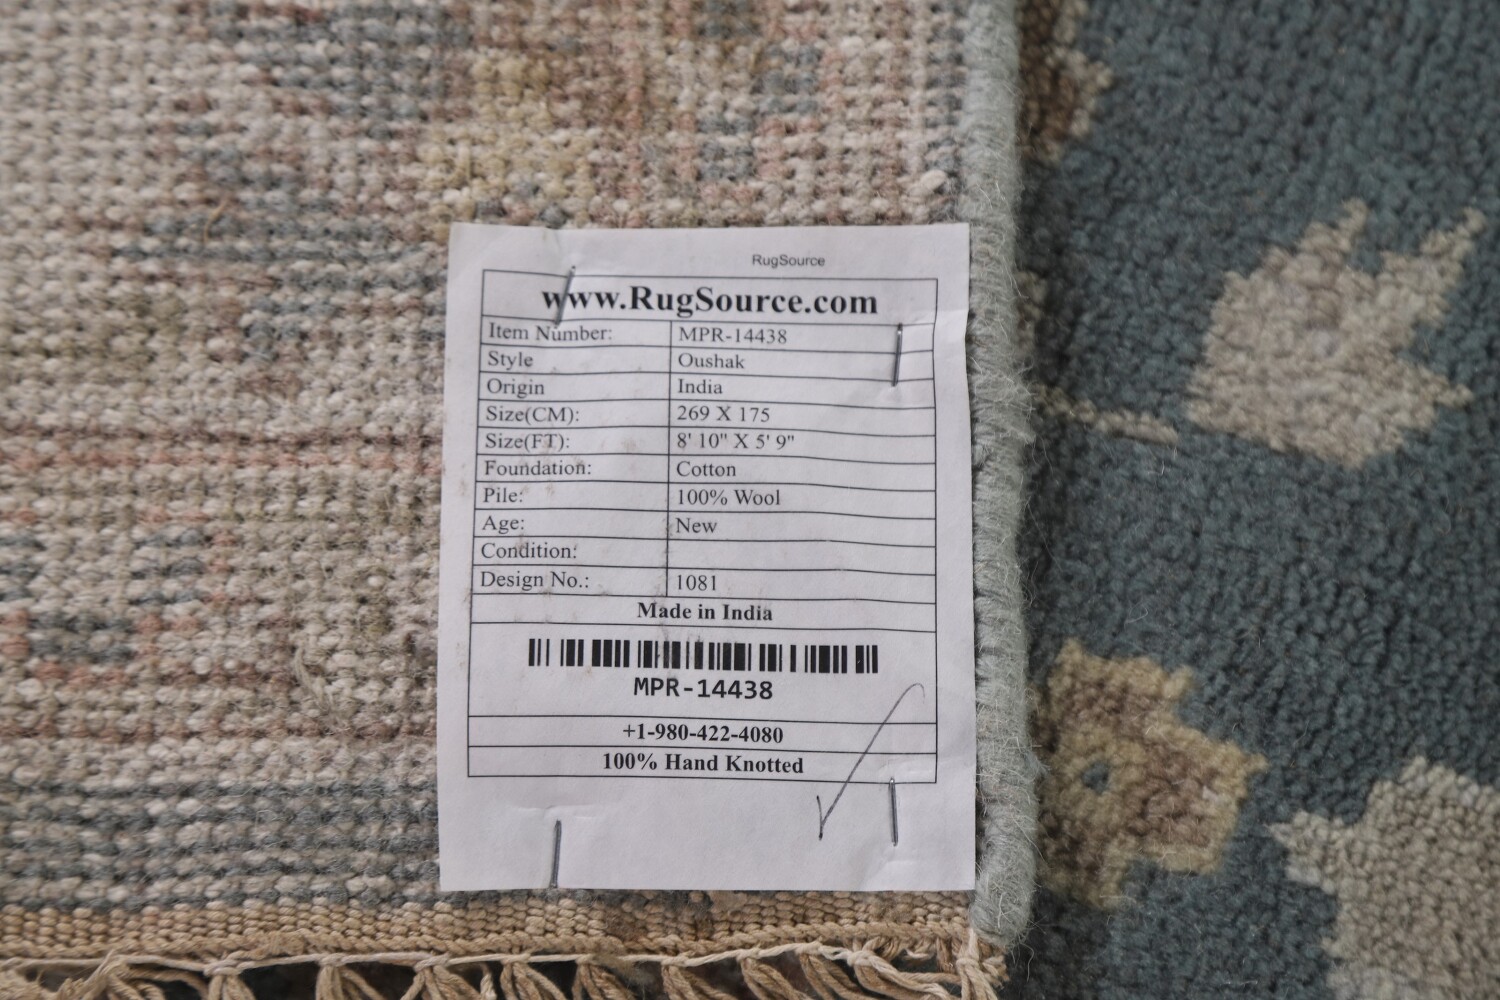 RugSource
www.RugSource.com
Item Number: MPR-14438
Style Oushak
Origin India
Size(CM): 269 X 175
Size(FT): 8' 10" X 5' 9"
Foundation: Cotton
Pile: 100% Wool
Age: New
Condition:
Design No.: 1081
Made in India
MPR-14438
+1-980-422-4080
100% Hand Knotted